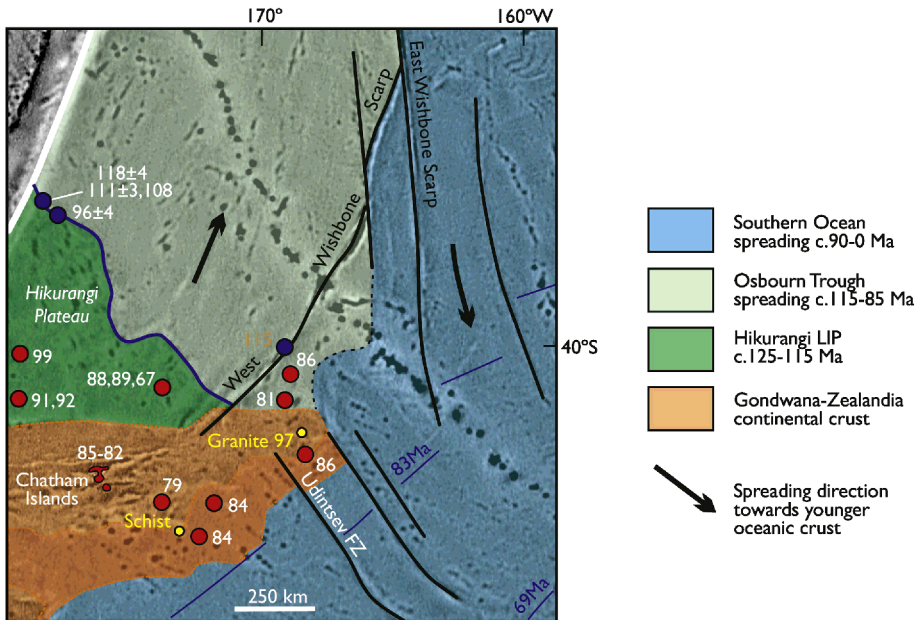 170°
160°W
118±4
111±3,108
96±4
Hikurangi
Plateau
99
91,92
88,89,67
West
Wishbone
Scarp
East Wishbone Scarp
86
81
40°S
Granite 97
86
85-82
Chatham
Islands
79
84
Schist
84
Udintsev FZ
83Ma
69Ma
250 km
Southern Ocean
spreading c.90-0 Ma
Osbourn Trough
spreading c.115-85 Ma
Hikurangi LIP
c.125-115 Ma
Gondwana-Zealandia
continental crust
Spreading direction
towards younger
oceanic crust